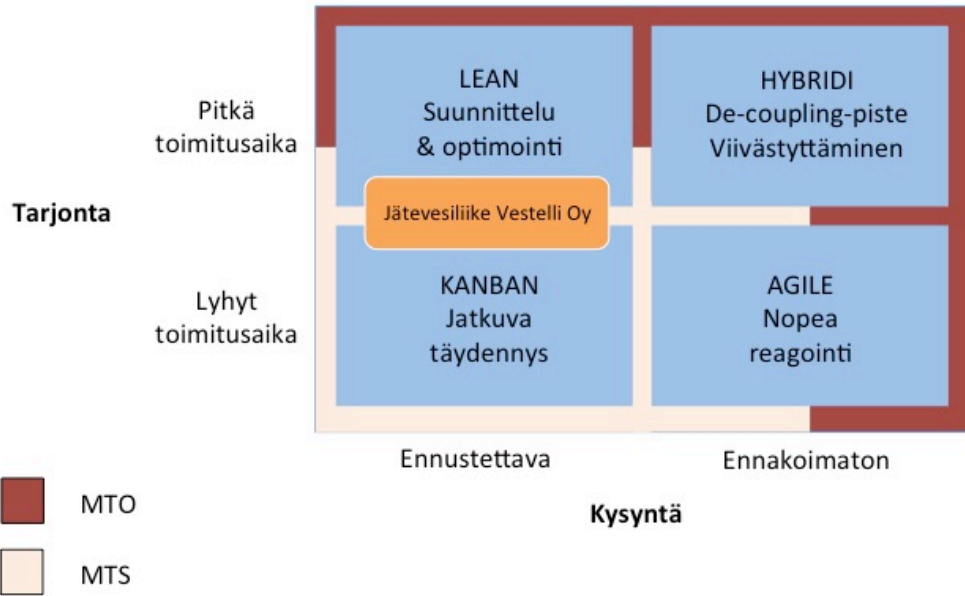 LEAN
Suunnittelu
& optimointi
HYBRIDI
De-coupling-piste
Viivästyttäminen
Pitkä
toimitusaika
Tarjonta
Jätevesiliike Vestelli Oy
Lyhyt
toimitusaika
KANBAN
Jatkuva
täydennys
AGILE
Nopea
reagointi
Ennustettava
Ennakoimaton
Kysyntä
MTO
MTS